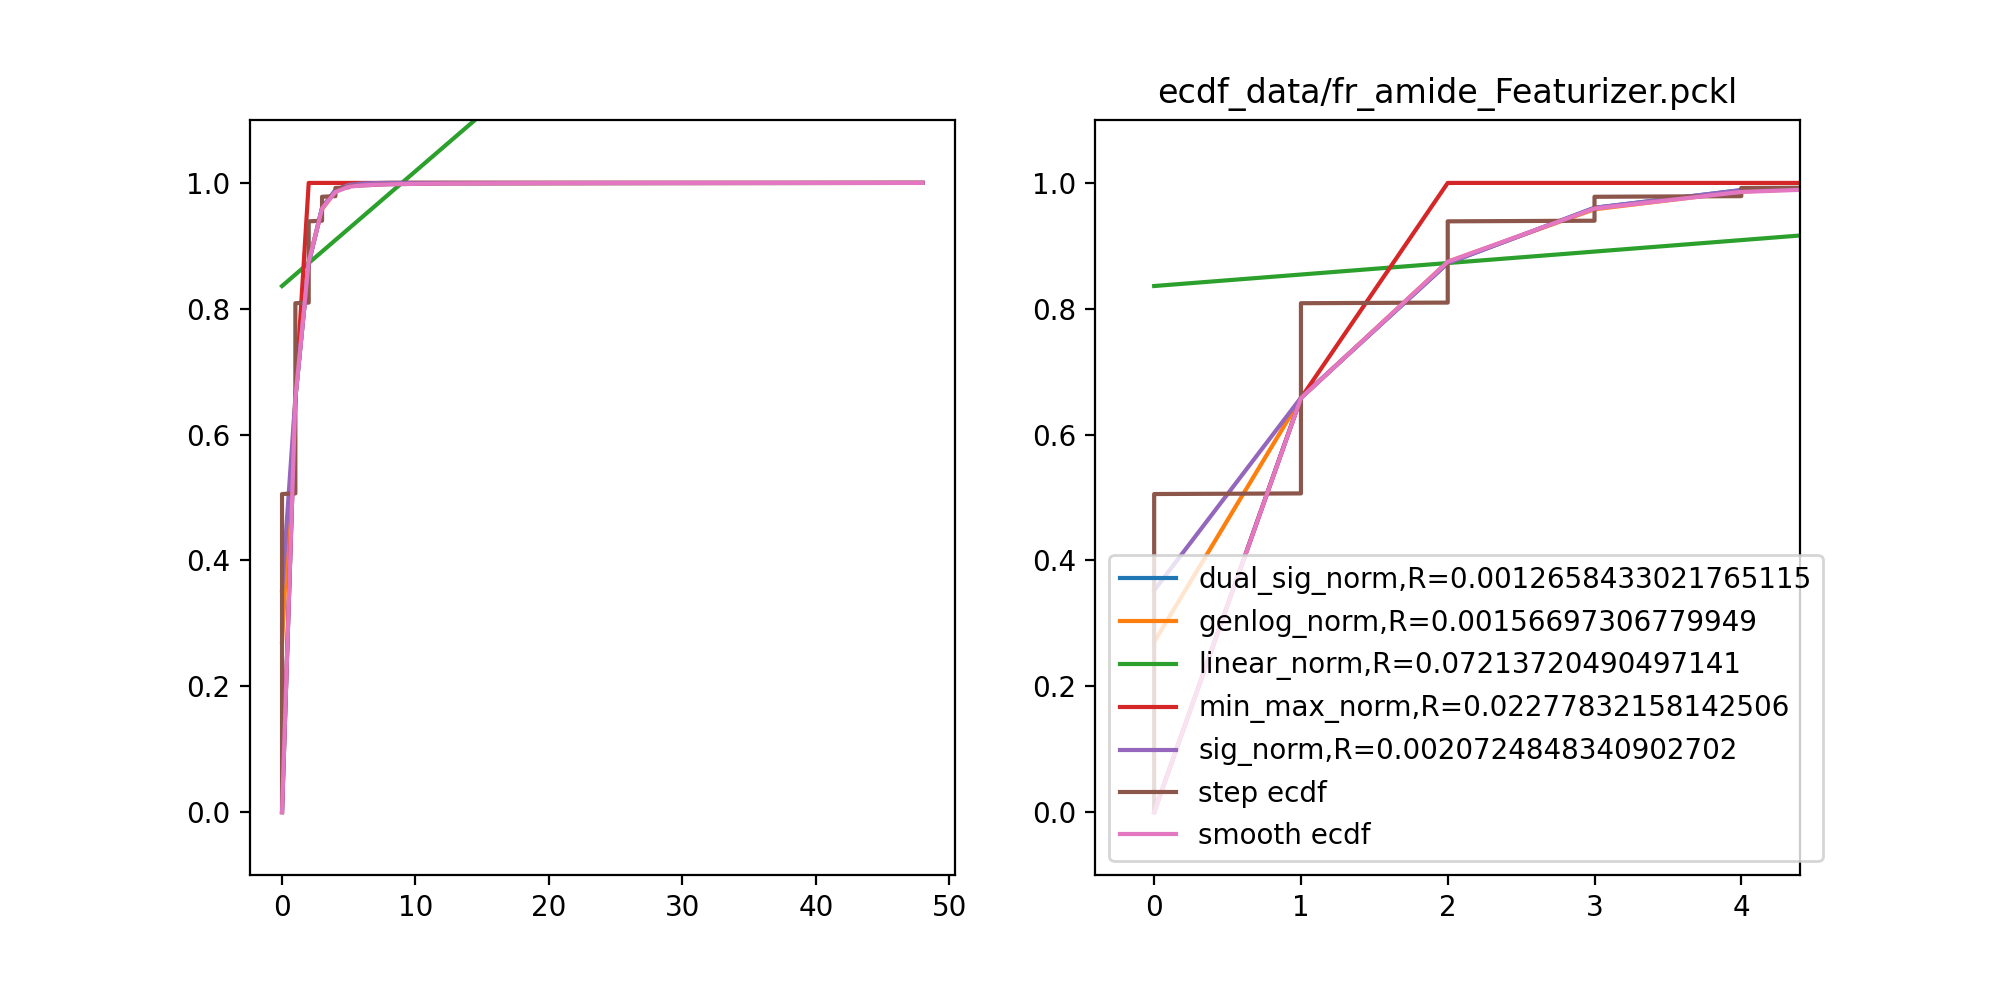 ecdf_data/fr_amide_Featurizer.pckl
1.0
0.8
0.6
0.4
0.2
0.0
0 10 20 30 40 50
1.0
0.8
0.6
0.4
0.2
0.0
dual_sig_norm,R=0.0012658433021765115
genlog_norm,R=0.00156697306779949
linear_norm,R=0.07213720490497141
min_max_norm,R=0.02277832158142506
sig_norm,R=0.0020724848340902702
step ecdf
smooth ecdf
0 1 2 3 4